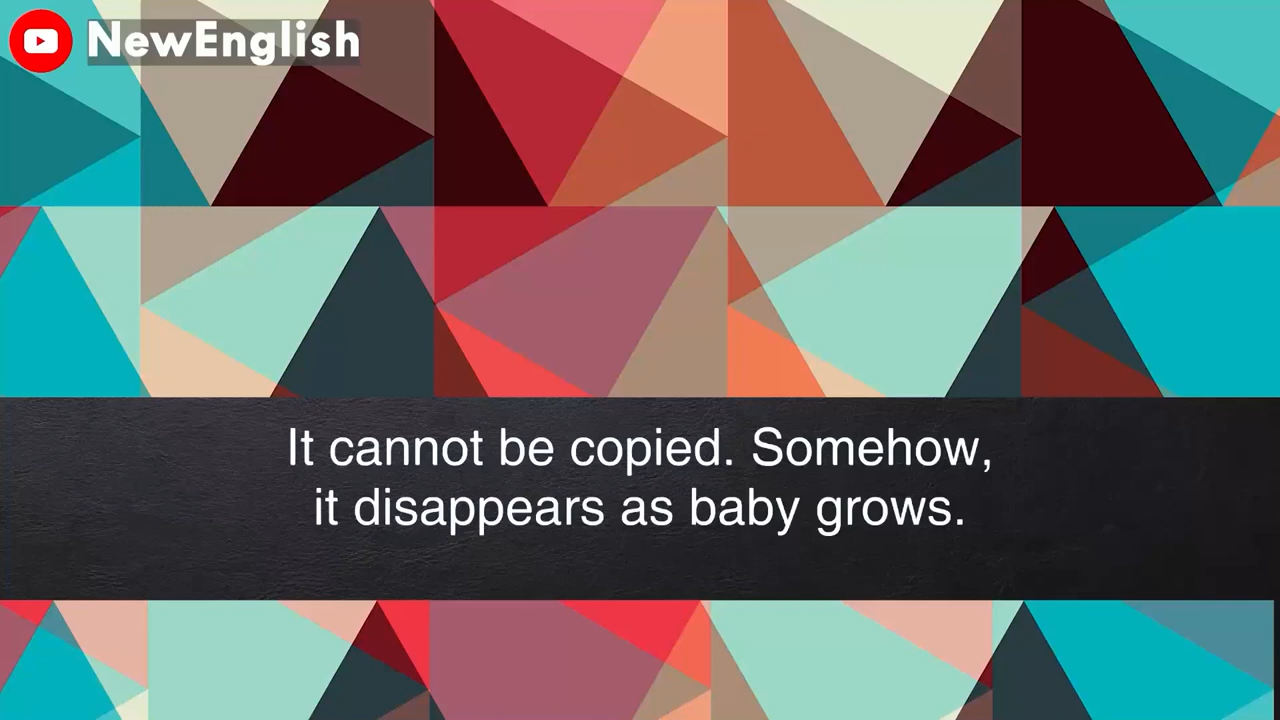 NewEnglish
It cannot be copied. Somehow,
it disappears as baby grows.